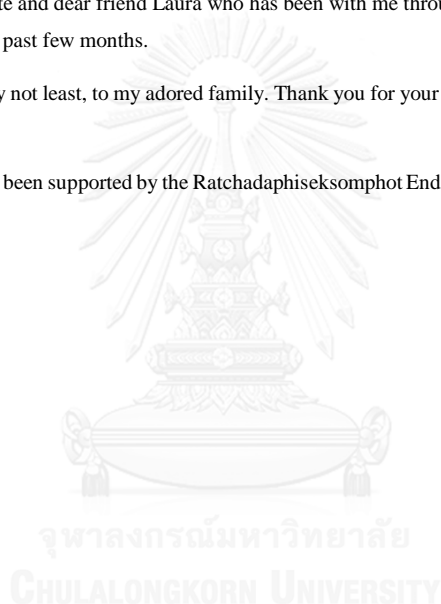 te and dear friend Laura who has been with me throu
past few months.
y not least, to my adored family. Thank you for your
been supported by the Ratchadaphiseksomphot End
จุฬาลงกรณ์มหาวิทยาลัย
CHULALONGKORN UNIVERSITY